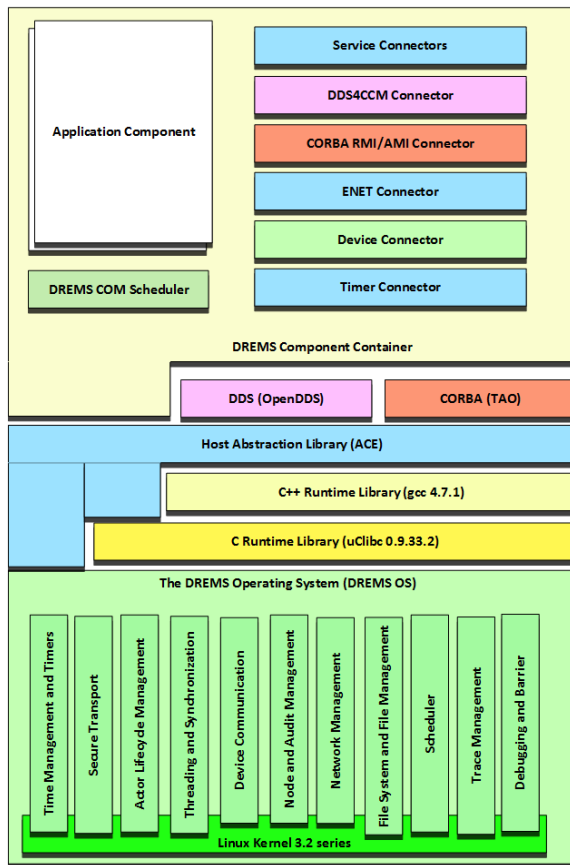 Application Component
Service Connectors
DDS4CCM Connector
CORBA RMI/AMI Connector
ENET Connector
Device Connector
DREMS COM Scheduler
Timer Connector
DREMS Component Container
DDS (OpenDDS)
CORBA (TAO)
Host Abstraction Library (ACE)
C++ Runtime Library (gcc 4.7.1)
C Runtime Library (uClibc 0.9.33.2)
The DREMS Operating System (DREMS OS)
Time Management and Timers
Secure Transport
Actor Lifecycle Management
Threading and Synchronization
Device Communication
Node and Audit Management
Network Management
File System and File Management
Scheduler
Trace Management
Debugging and Barrier
Linux Kernel 3.2 series